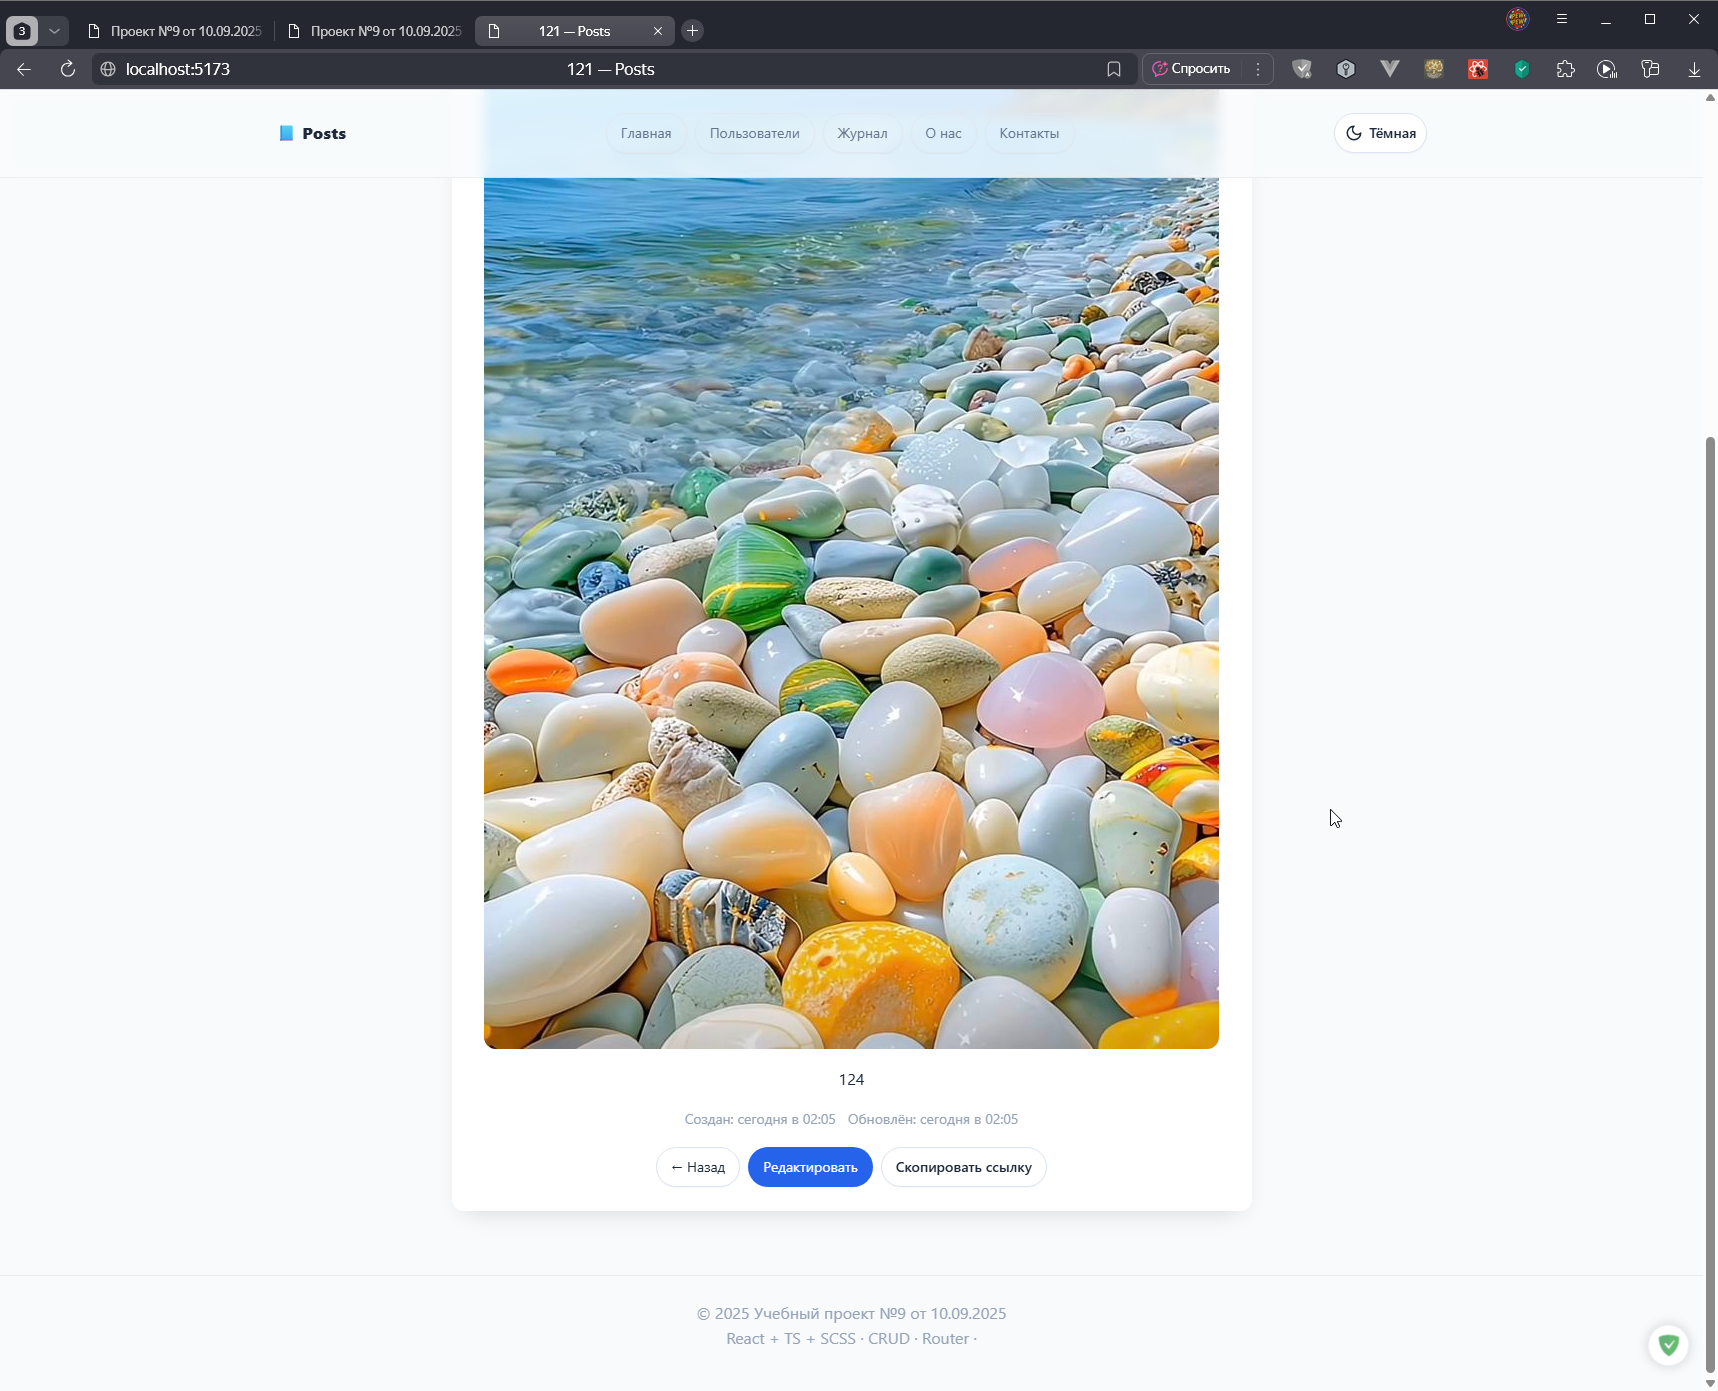 3
Проект №9 от 10.09.2025
Проект №9 от 10.09.2025
121 — Posts
localhost:5173
121 — Posts
Спросить
Posts
Главная
Пользователи
Журнал
О нас
Контакты
Тёмная
124
Создан: сегодня в 02:05 Обновлён: сегодня в 02:05
← Назад
Редактировать
Скопировать ссылку
© 2025 Учебный проект №9 от 10.09.2025
React + TS + SCSS · CRUD · Router ·